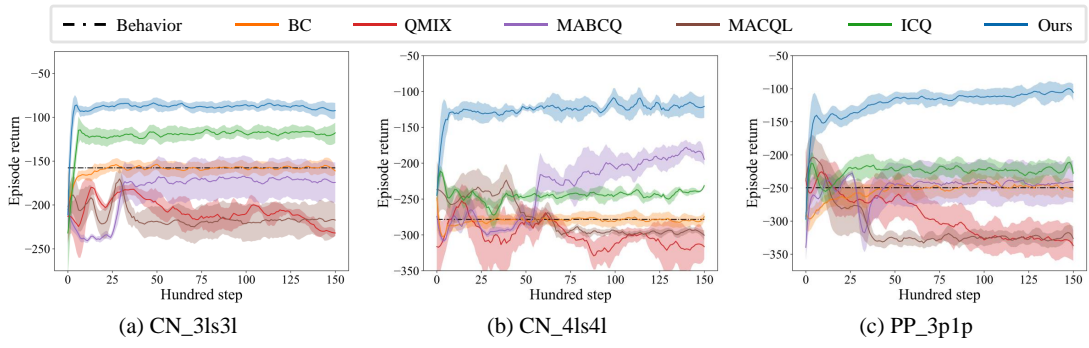 Behavior BC QMIX MABCQ MACQL ICQ Ours
Episode return
−50
−100
−150
−200
−250
0 25 50 75 100 125 150
Hundred step
(a) CN_3ls3l
Episode return
−50
−100
−150
−200
−250
−300
−350
0 25 50 75 100 125 150
Hundred step
(b) CN_4ls4l
Episode return
−50
−100
−150
−200
−250
−300
−350
0 25 50 75 100 125 150
Hundred step
(c) PP_3p1p